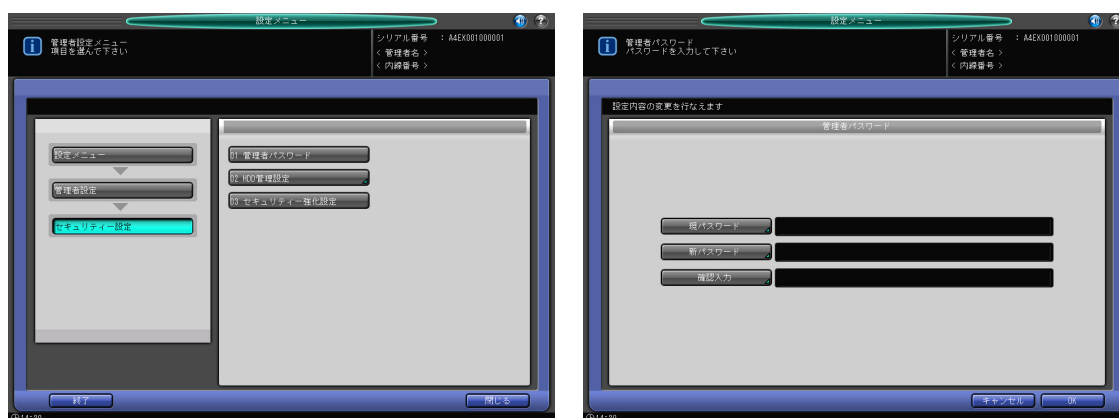 設定メニュー
管理者設定メニュー
項目を選んで下さい
シリアル番号 : A4EX001000001
< 管理者名 >
< 内線番号 >
設定メニュー
管理者設定
セキュリティー設定
01 管理者パスワード
02 HDD管理設定
03 セキュリティー強化設定
終了
閉じる
設定メニュー
管理者パスワード
パスワードを入力して下さい
シリアル番号 : A4EX001000001
< 管理者名 >
< 内線番号 >
設定内容の変更を行なえます
管理者パスワード
現パスワード
新パスワード
確認入力
キャンセル
OK